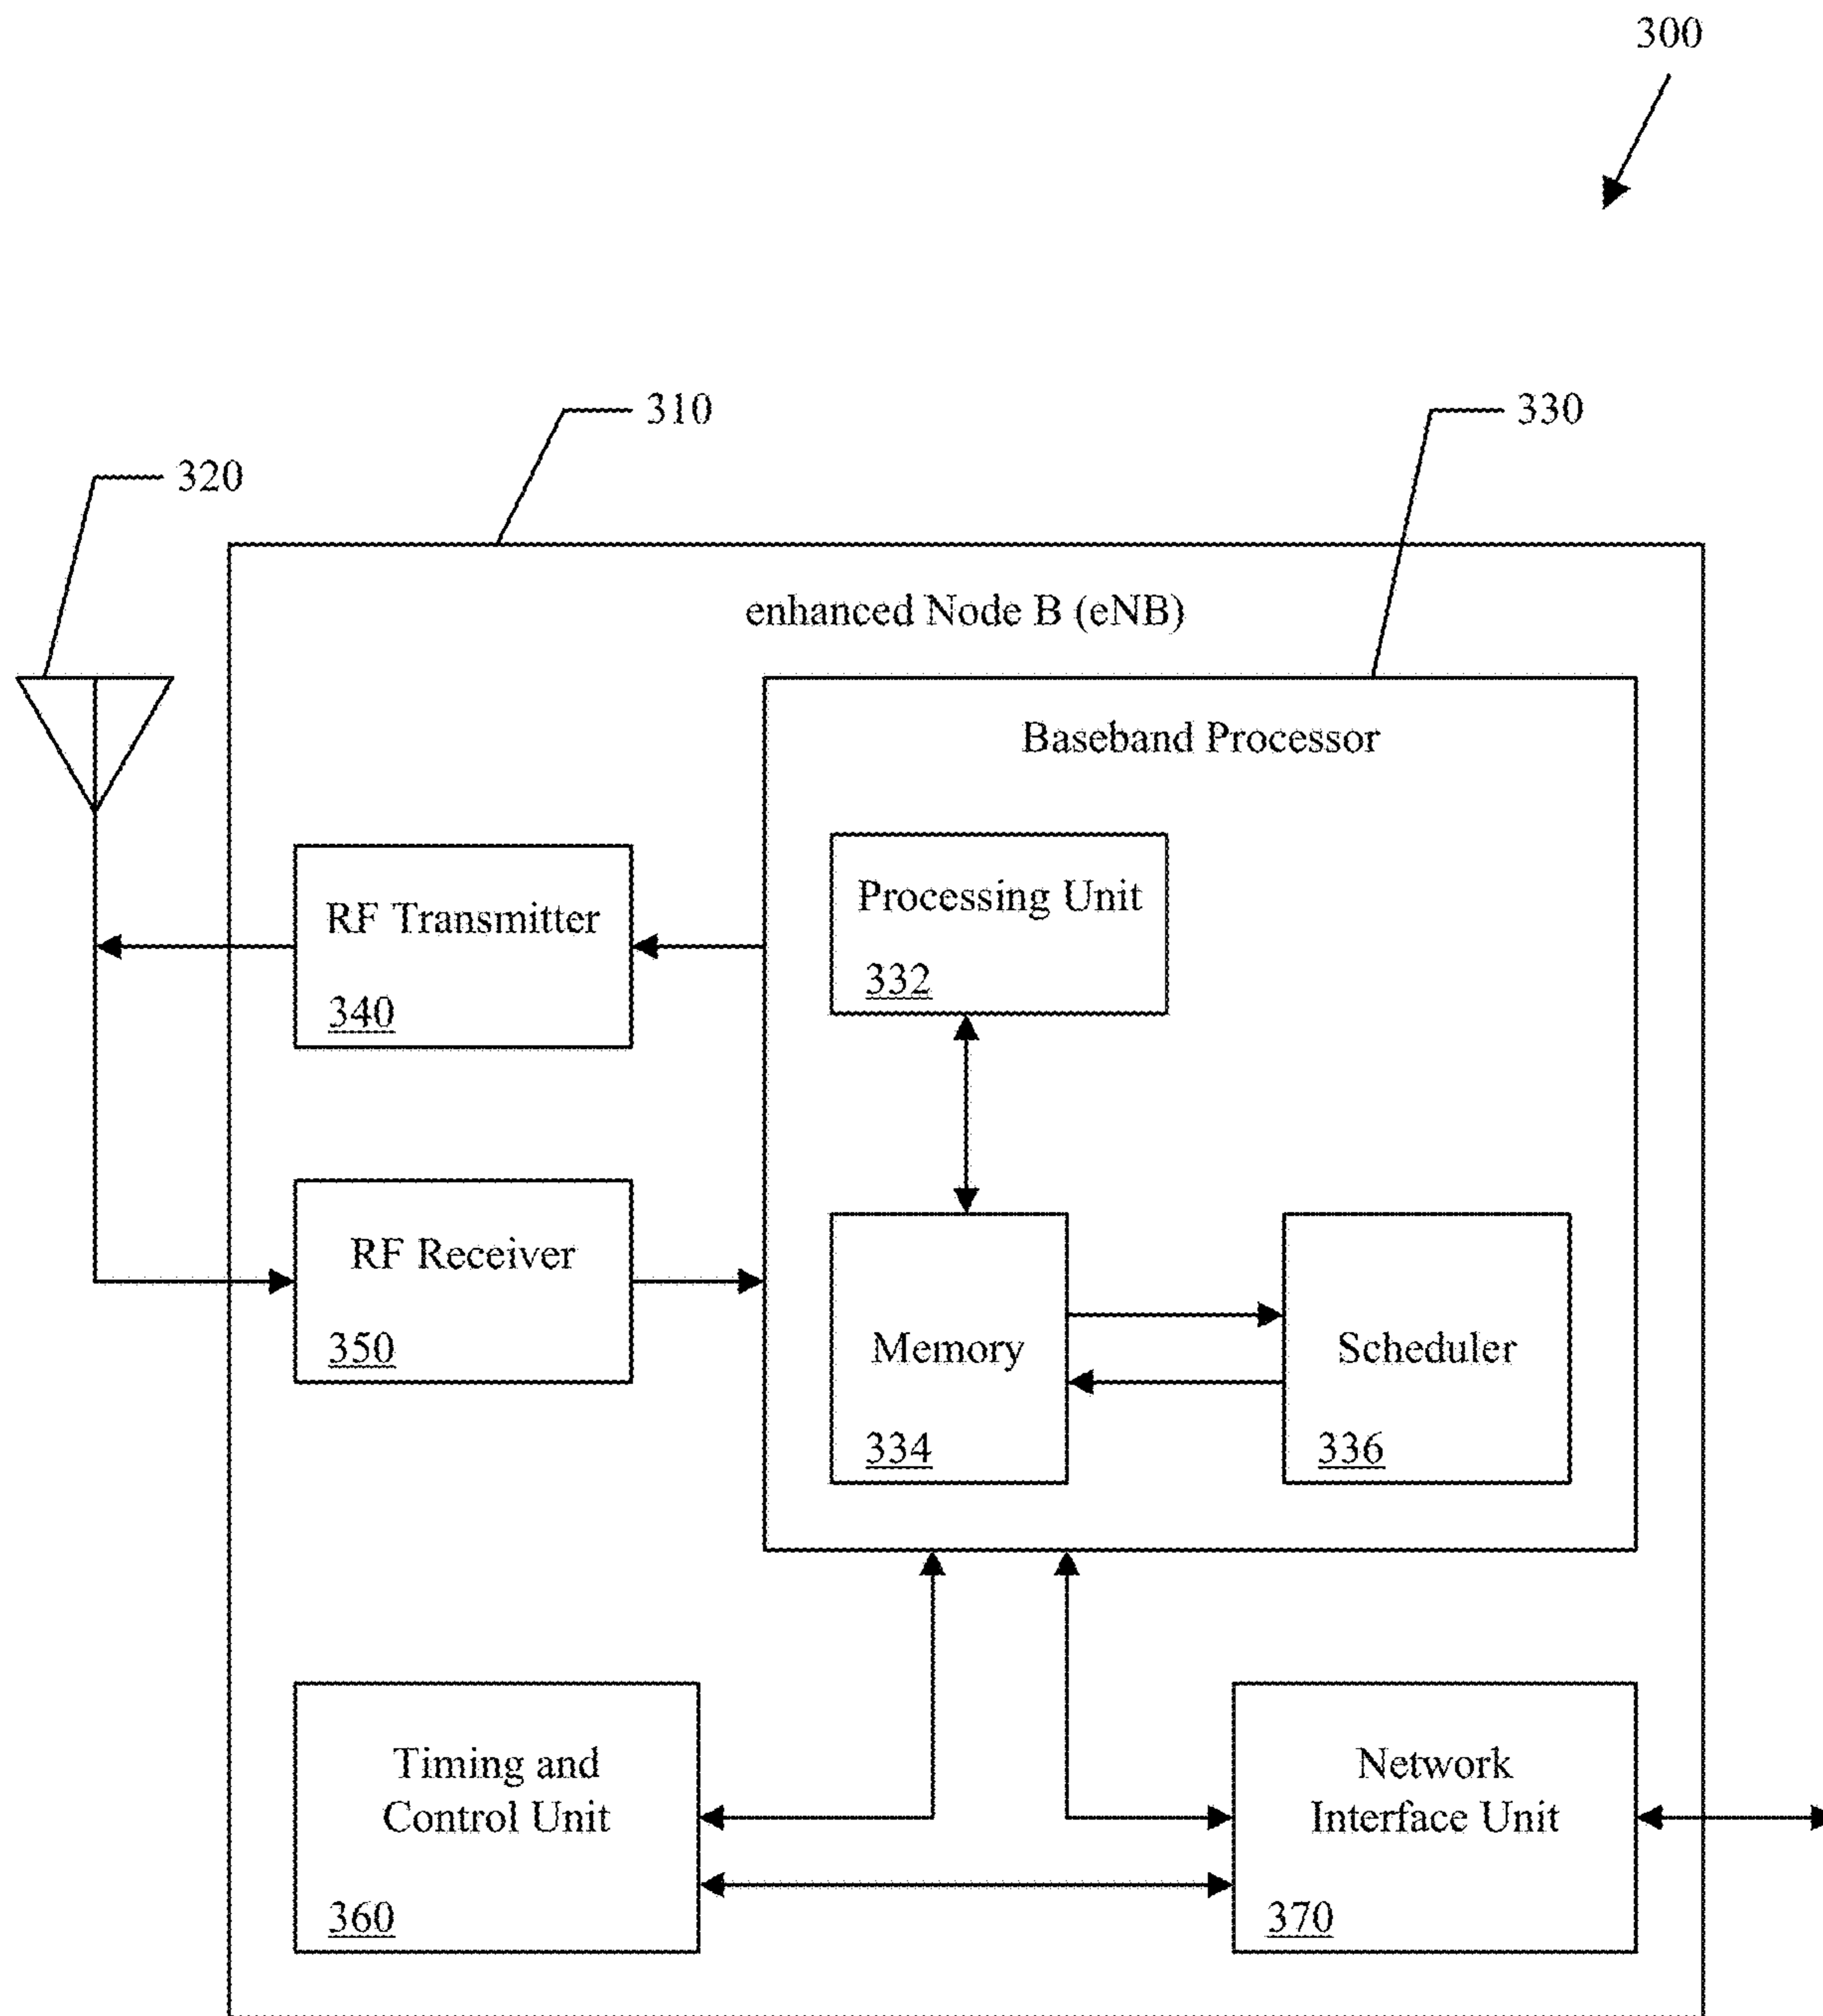 300
310
330
320
enhanced Node B (eNB)
Baseband Processor
Processing Unit
332
RF Transmitter
340
RF Receiver
350
Memory
334
Scheduler
336
Timing and
Control Unit
360
Network
Interface Unit
370